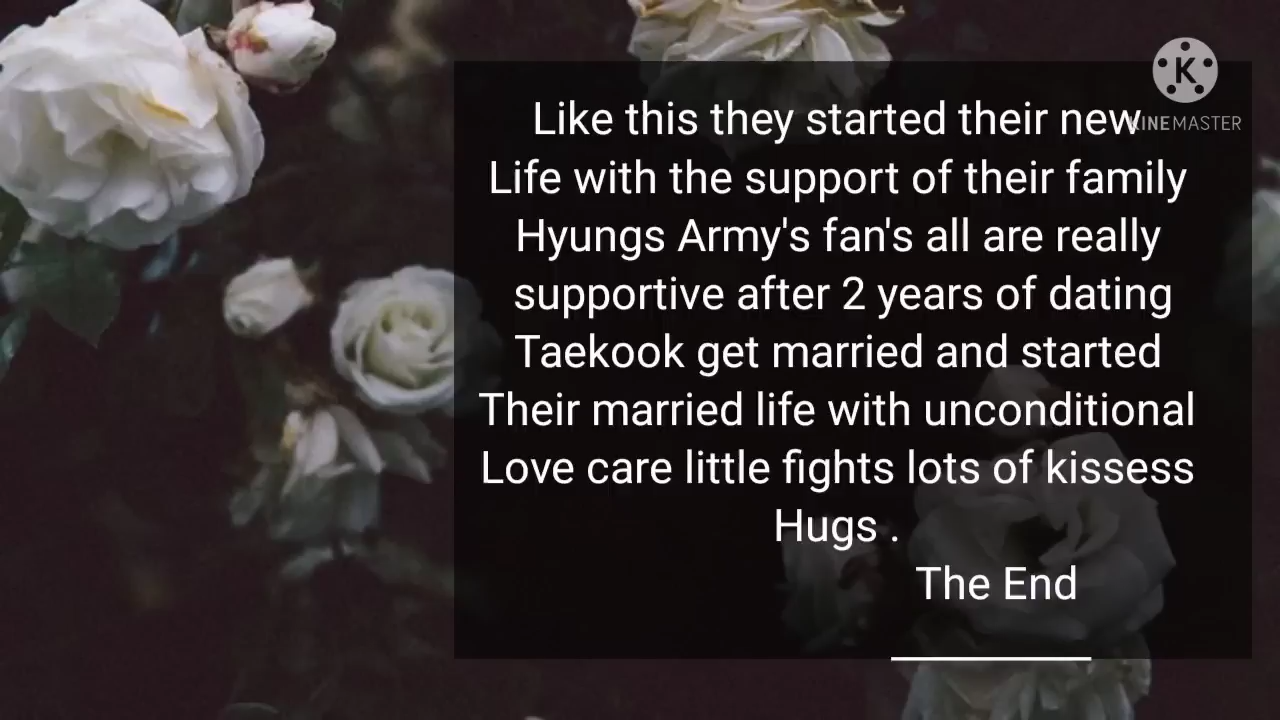 Like this they started their new
Life with the support of their family
Hyungs Army's fan's all are really
supportive after 2 years of dating
Taekook get married and started
Their married life with unconditional
Love care little fights lots of kissess
Hugs .
The End
K
KINEMASTER